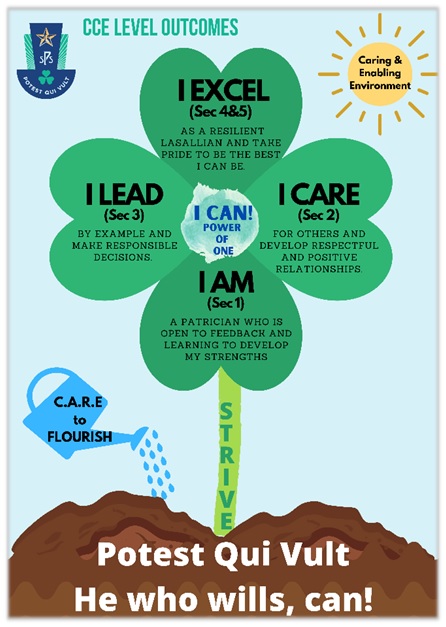 CCE LEVEL OUTCOMES
SPS
POTEST QUI VULT
Caring &
Enabling
Environment
I EXCEL
(Sec 4&5)
AS A RESILIENT
LASALLIAN AND TAKE
PRIDE TO BE THE BEST
I CAN BE.
I LEAD
(Sec 3)
BY EXAMPLE AND
MAKE RESPONSIBLE
DECISIONS.
I CAN!
POWER
OF
ONE
I CARE
(Sec 2)
FOR OTHERS AND
DEVELOP RESPECTFUL
AND POSITIVE
RELATIONSHIPS.
I AM
(Sec 1)
A PATRICIAN WHO IS
OPEN TO FEEDBACK AND
LEARNING TO DEVELOP
MY STRENGTHS
C.A.R.E
to
FLOURISH
STRIVE
Potest Qui Vult
He who wills, can!